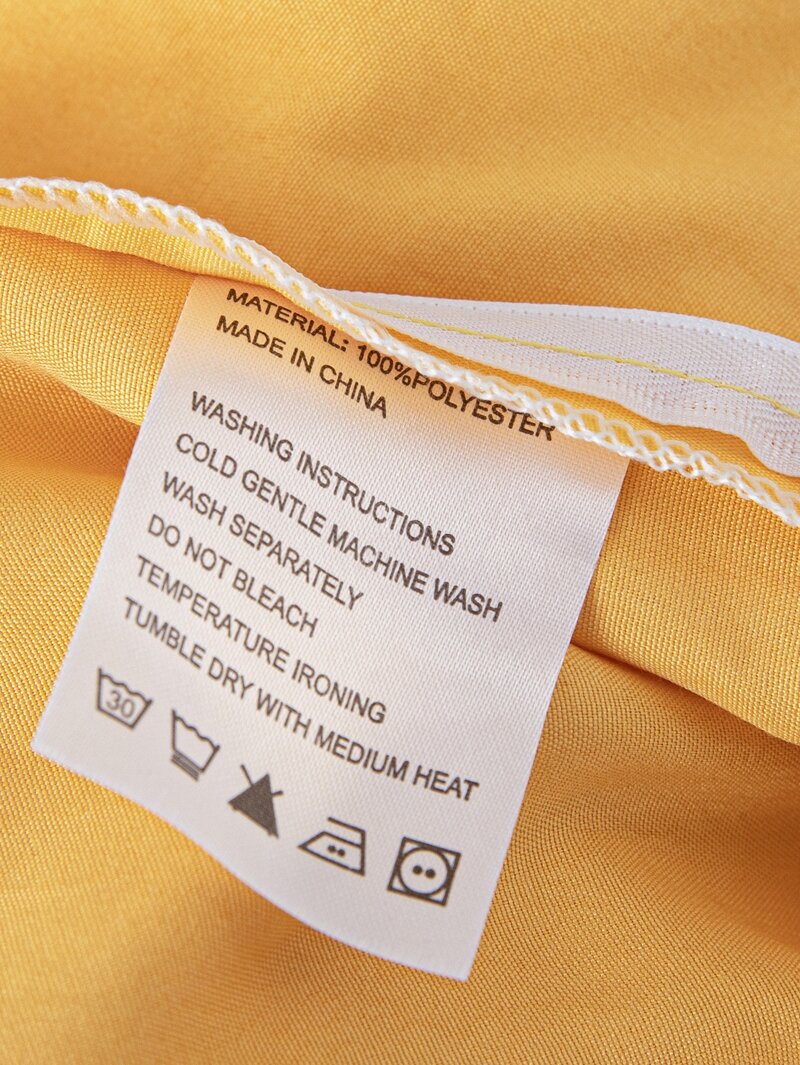 MATERIAL: 100%POLYESTER
MADE IN CHINA
WASHING INSTRUCTIONS
COLD GENTLE MACHINE WASH
WASH SEPARATELY
DO NOT BLEACH
TEMPERATURE IRONING
TUMBLE DRY WITH MEDIUM HEAT
30